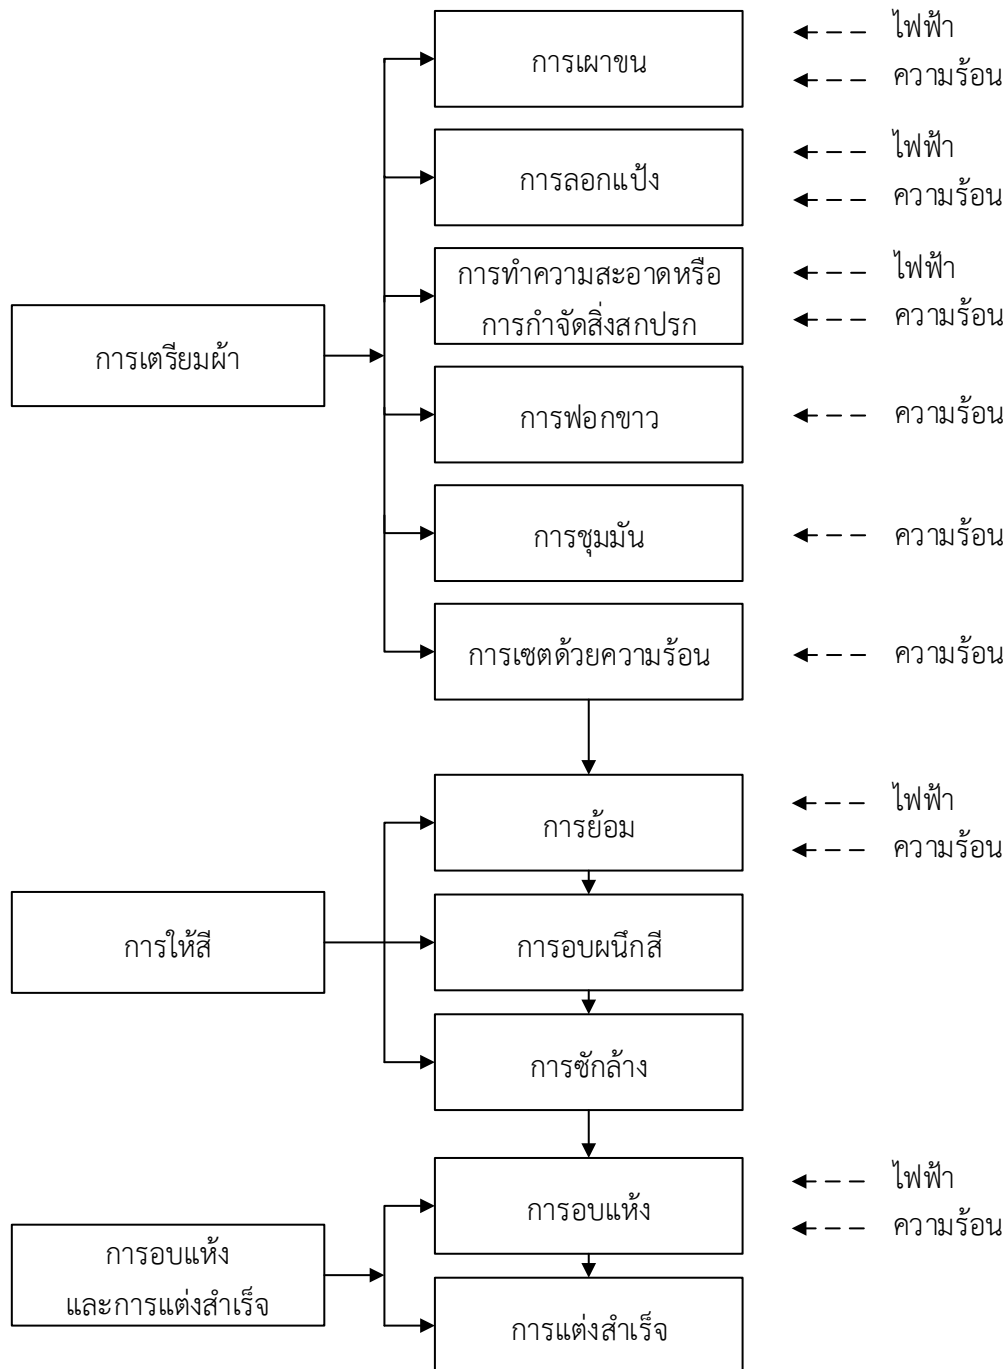 การเผาขน
ไฟฟ้า
ความร้อน
การลอกแป้ง
ไฟฟ้า
ความร้อน
การทำความสะอาดหรือ
การกำจัดสิ่งสกปรก
ไฟฟ้า
ความร้อน
การเตรียมผ้า
การฟอกขาว
ความร้อน
การชุมมัน
ความร้อน
การเซตด้วยความร้อน
ความร้อน
การย้อม
ไฟฟ้า
ความร้อน
การให้สี
การอบผนึกสี
การซักล้าง
การอบแห้ง
ไฟฟ้า
ความร้อน
การอบแห้ง
และการแต่งสำเร็จ
การแต่งสำเร็จ